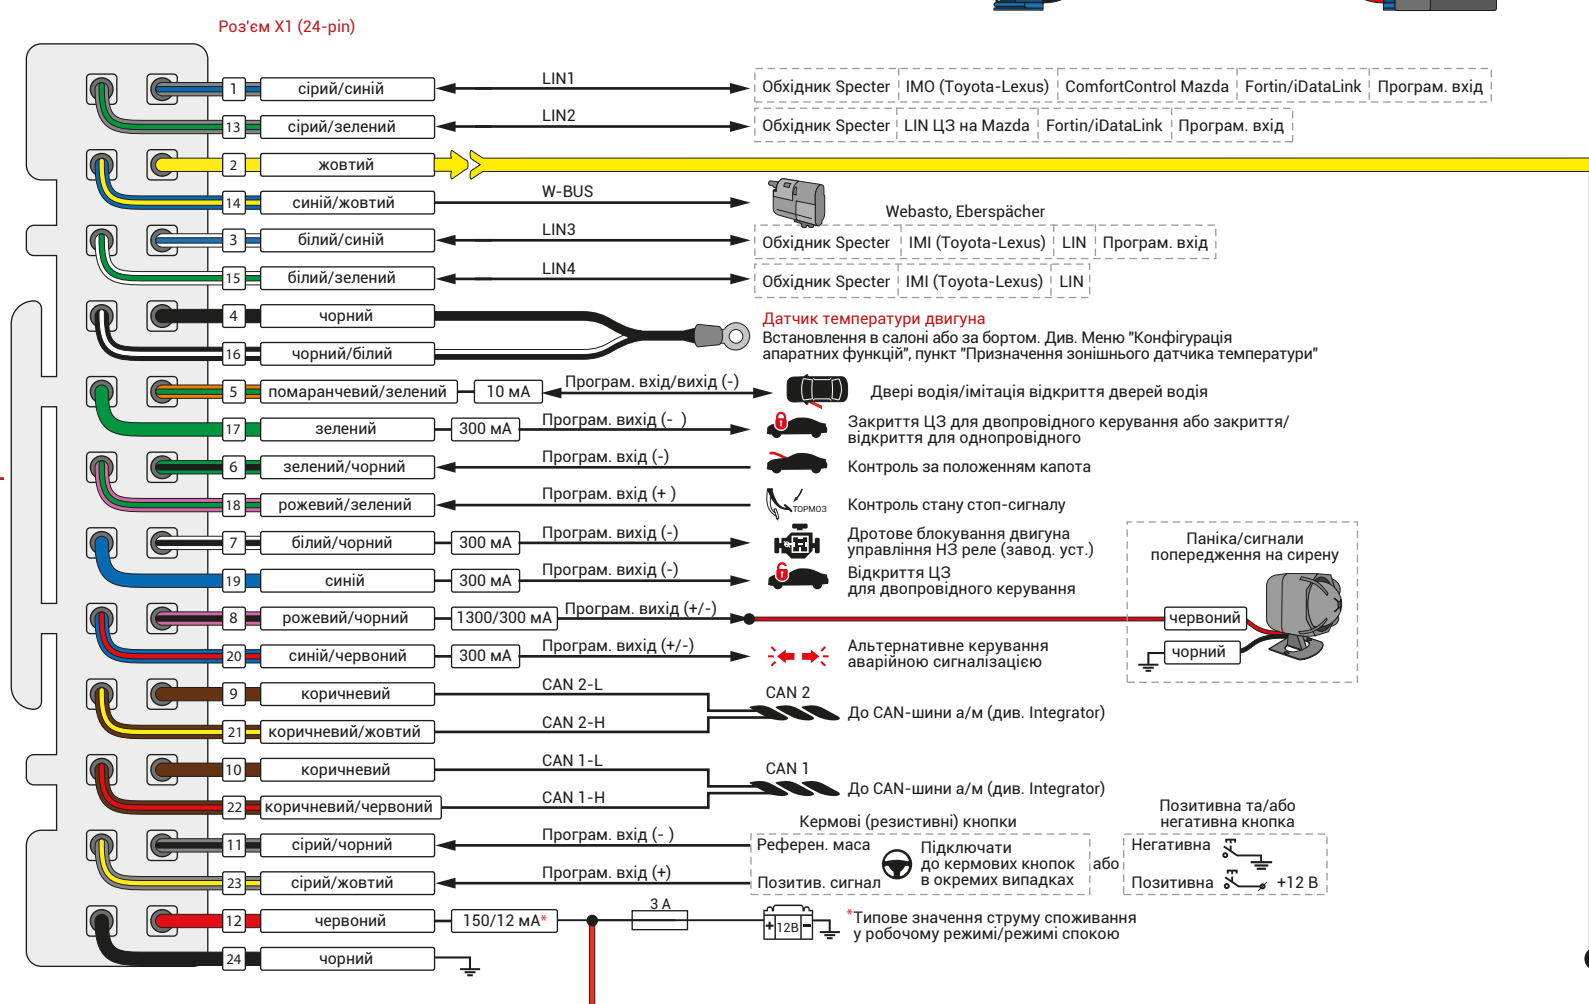 Роз'єм X1 (24-pin)
1 сірий/синій LIN1 Обхідник Specter IMO (Toyota-Lexus) ComfortControl Mazda Fortin/iDataLink Програм. вхід
13 сірий/зелений LIN2 Обхідник Specter LIN ЦЗ на Mazda Fortin/iDataLink Програм. вхід
2 жовтий
14 синій/жовтий W-BUS
Webasto, Eberspächer
3 білий/синій LIN3 Обхідник Specter IMI (Toyota-Lexus) LIN Програм. вхід
15 білий/зелений LIN4 Обхідник Specter IMI (Toyota-Lexus) LIN
4 чорний
Датчик температури двигуна
Встановлення в салоні або за бортом. Див. Меню "Конфігурація
апаратних функцій", пункт "Призначення зонішнього датчика температури"
16 чорний/білий
5 помаранчевий/зелений 10 мА Програм. вхід/вихід (-) Двері водія/імітація відкриття дверей водія
17 зелений 300 мА Програм. вихід (- ) Закриття ЦЗ для двопровідного керування або закриття/
відкриття для однопровідного
6 зелений/чорний Програм. вхід (-) Контроль за положенням капота
18 рожевий/зелений Програм. вхід (+ ) ТОРМОЗ Контроль стану стоп-сигналу
7 білий/чорний 300 мА Програм. вихід (-) Дротове блокування двигуна
управління НЗ реле (завод. уст.)
19 синій 300 мА Програм. вихід (-) Відкриття ЦЗ
для двопровідного керування
Паніка/сигнали
попередження на сирену
8 рожевий/чорний 1300/300 мА Програм. вихід (+/-) червоний
чорний
20 синій/червоний 300 мА Програм. вихід (+/-) Альтернативне керування
аварійною сигналізацією
9 коричневий CAN 2-L
CAN 2 До CAN-шини а/м (див. Integrator)
21 коричневий/жовтий CAN 2-H
10 коричневий CAN 1-L
CAN 1 До CAN-шини а/м (див. Integrator)
22 коричневий/червоний CAN 1-H
Кермові (резистивні) кнопки
11 сірий/чорний Програм. вхід (- ) Референ. маса
23 сірий/жовтий Програм. вхід (+) Позитив. сигнал
Підключати
до кермових кнопок
в окремих випадках
або
Позитивна та/або
негативна кнопка
Негативна
Позитивна +12 В
12 червоний 150/12 мА* 3 А + 12В -
*Типове значення струму споживання
у робочому режимі/режимі спокою
24 чорний